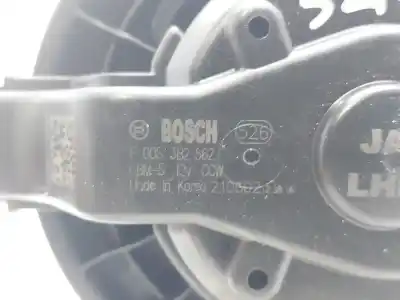 BOSCH 526
F 00S 3B2 862
BM-S 12V CCW
Made in Korea
JA
LH